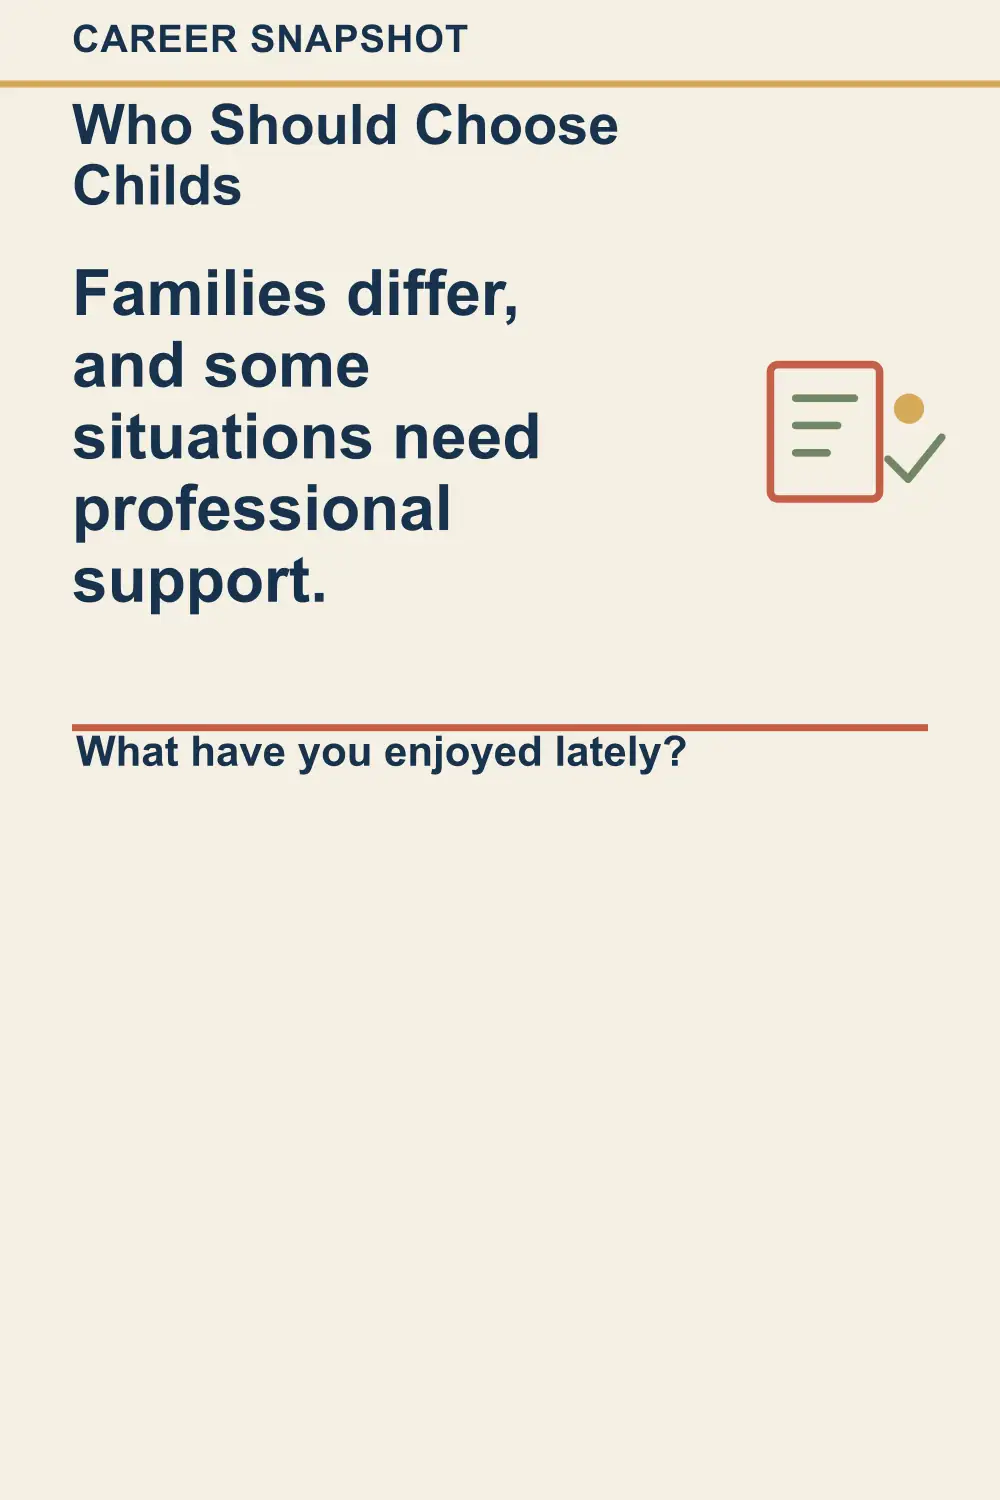 CAREER SNAPSHOT
Who Should Choose
Childs
Families differ,
and some
situations need
professional
support.
What have you enjoyed lately?